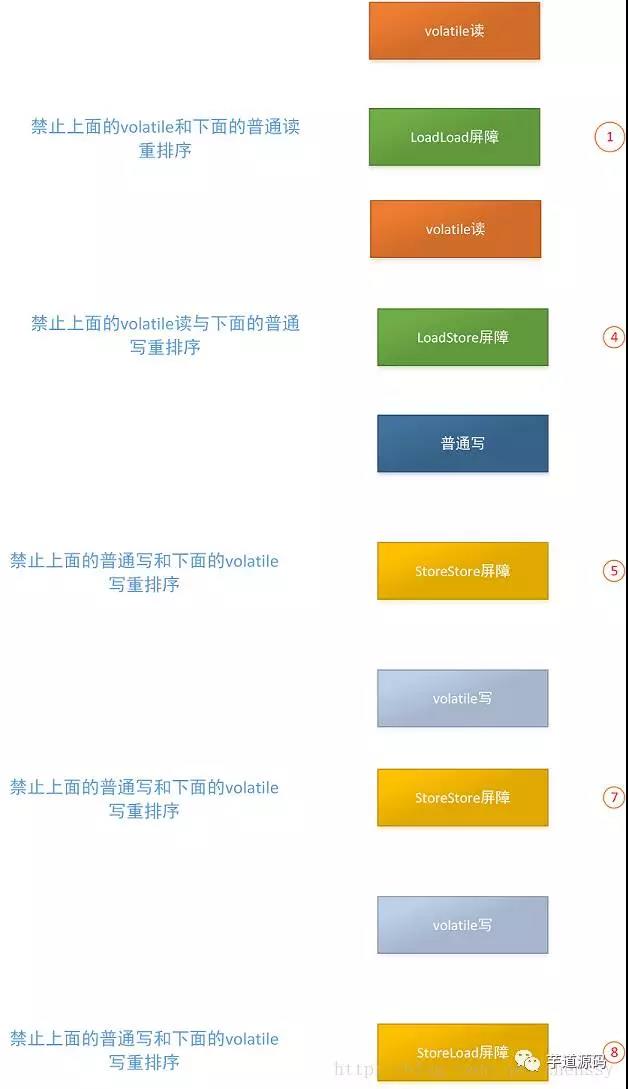 volatile读
禁止上面的volatile和下面的普通读
重排序
LoadLoad屏障
1
volatile读
禁止上面的volatile读与下面的普通
写重排序
LoadStore屏障
4
普通写
禁止上面的普通写和下面的volatile
写重排序
StoreStore屏障
5
volatile写
禁止上面的普通写和下面的volatile
写重排序
StoreStore屏障
7
volatile写
禁止上面的普通写和下面的volatile
写重排序
StoreLoad屏障
8
芋道源码